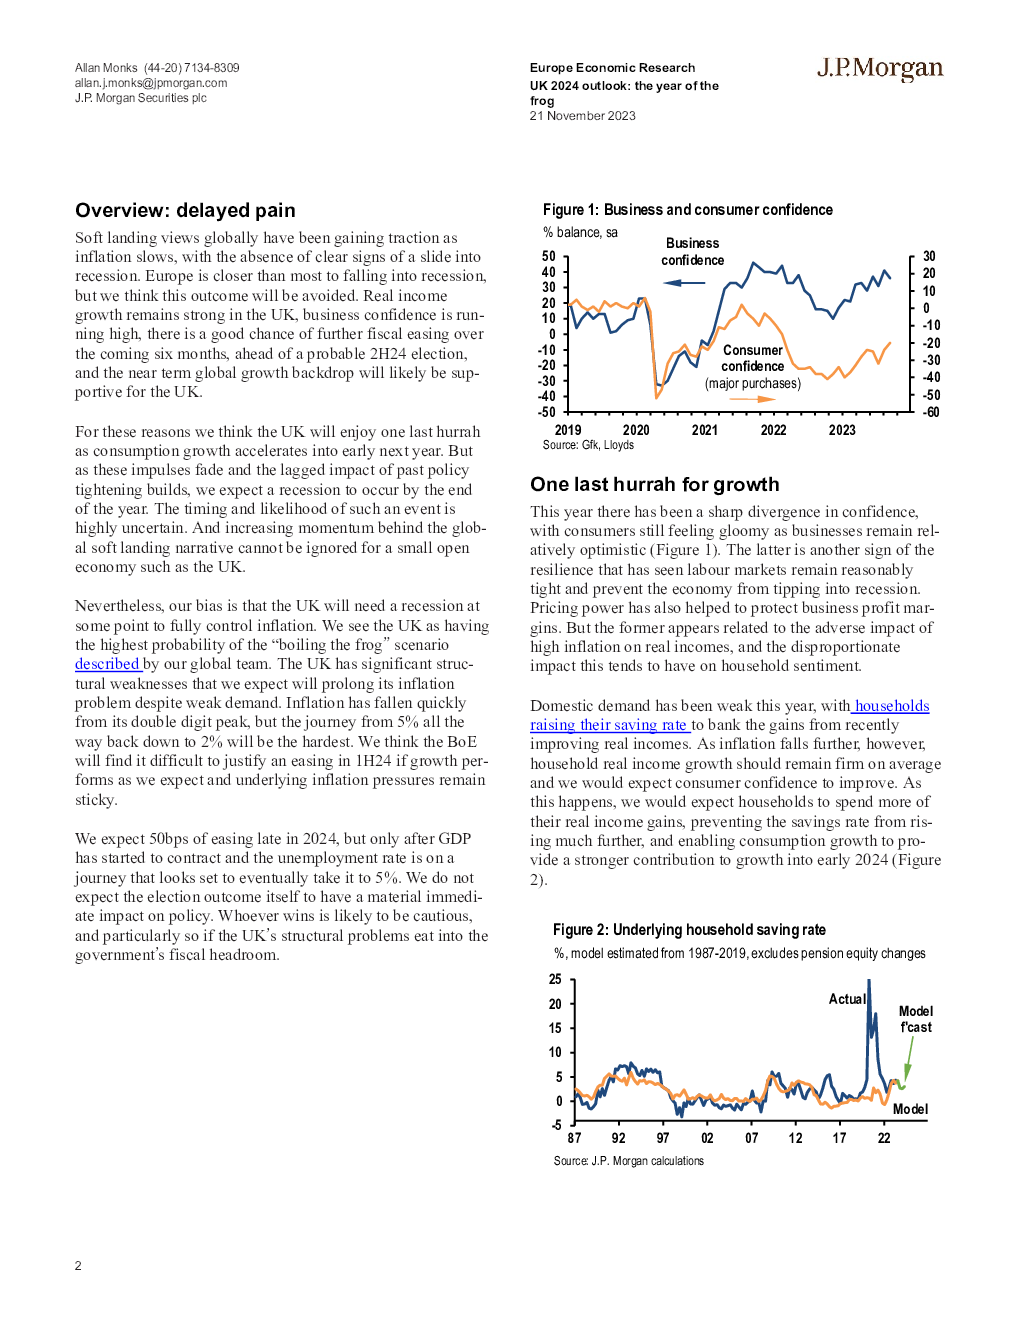 Allan Monks (44-20) 7134-8309
allan.j.monks@jpmorgan.com
J.P. Morgan Securities plc
Europe Economic Research
UK 2024 outlook: the year of the
frog
21 November 2023
J.P.Morgan
Overview: delayed pain
Soft landing views globally have been gaining traction as
inflation slows, with the absence of clear signs of a slide into
recession. Europe is closer than most to falling into recession,
but we think this outcome will be avoided. Real income
growth remains strong in the UK, business confidence is run-
ning high, there is a good chance of further fiscal easing over
the coming six months, ahead of a probable 2H24 election,
and the near term global growth backdrop will likely be sup-
portive for the UK.
For these reasons we think the UK will enjoy one last hurrah
as consumption growth accelerates into early next year. But
as these impulses fade and the lagged impact of past policy
tightening builds, we expect a recession to occur by the end
of the year. The timing and likelihood of such an event is
highly uncertain. And increasing momentum behind the glob-
al soft landing narrative cannot be ignored for a small open
economy such as the UK.
Nevertheless, our bias is that the UK will need a recession at
some point to fully control inflation. We see the UK as having
the highest probability of the “boiling the frog” scenario
described by our global team. The UK has significant struc-
tural weaknesses that we expect will prolong its inflation
problem despite weak demand. Inflation has fallen quickly
from its double digit peak, but the journey from 5% all the
way back down to 2% will be the hardest. We think the BoE
will find it difficult to justify an easing in 1H24 if growth per-
forms as we expect and underlying inflation pressures remain
sticky.
We expect 50bps of easing late in 2024, but only after GDP
has started to contract and the unemployment rate is on a
journey that looks set to eventually take it to 5%. We do not
expect the election outcome itself to have a material immedi-
ate impact on policy. Whoever wins is likely to be cautious,
and particularly so if the UK’s structural problems eat into the
government’s fiscal headroom.
Figure 1: Business and consumer confidence
% balance, sa
Business
confidence
50
40
30
20
10
0
-10
-20
-30
-40
-50
30
20
10
0
-10
-20
-30
-40
-50
-60
Consumer
confidence
(major purchases)
2019 2020 2021 2022 2023
Source: Gfk, Lloyds
One last hurrah for growth
This year there has been a sharp divergence in confidence,
with consumers still feeling gloomy as businesses remain rel-
atively optimistic (Figure 1). The latter is another sign of the
resilience that has seen labour markets remain reasonably
tight and prevent the economy from tipping into recession.
Pricing power has also helped to protect business profit mar-
gins. But the former appears related to the adverse impact of
high inflation on real incomes, and the disproportionate
impact this tends to have on household sentiment.
Domestic demand has been weak this year, with households
raising their saving rate to bank the gains from recently
improving real incomes. As inflation falls further, however,
household real income growth should remain firm on average
and we would expect consumer confidence to improve. As
this happens, we would expect households to spend more of
their real income gains, preventing the savings rate from ris-
ing much further, and enabling consumption growth to pro-
vide a stronger contribution to growth into early 2024 (Figure
2).
Figure 2: Underlying household saving rate
%, model estimated from 1987-2019, excludes pension equity changes
25
20
15
10
5
0
-5
Actual
Model
f'cast
Model
87 92 97 02 07 12 17 22
Source: J.P. Morgan calculations
2